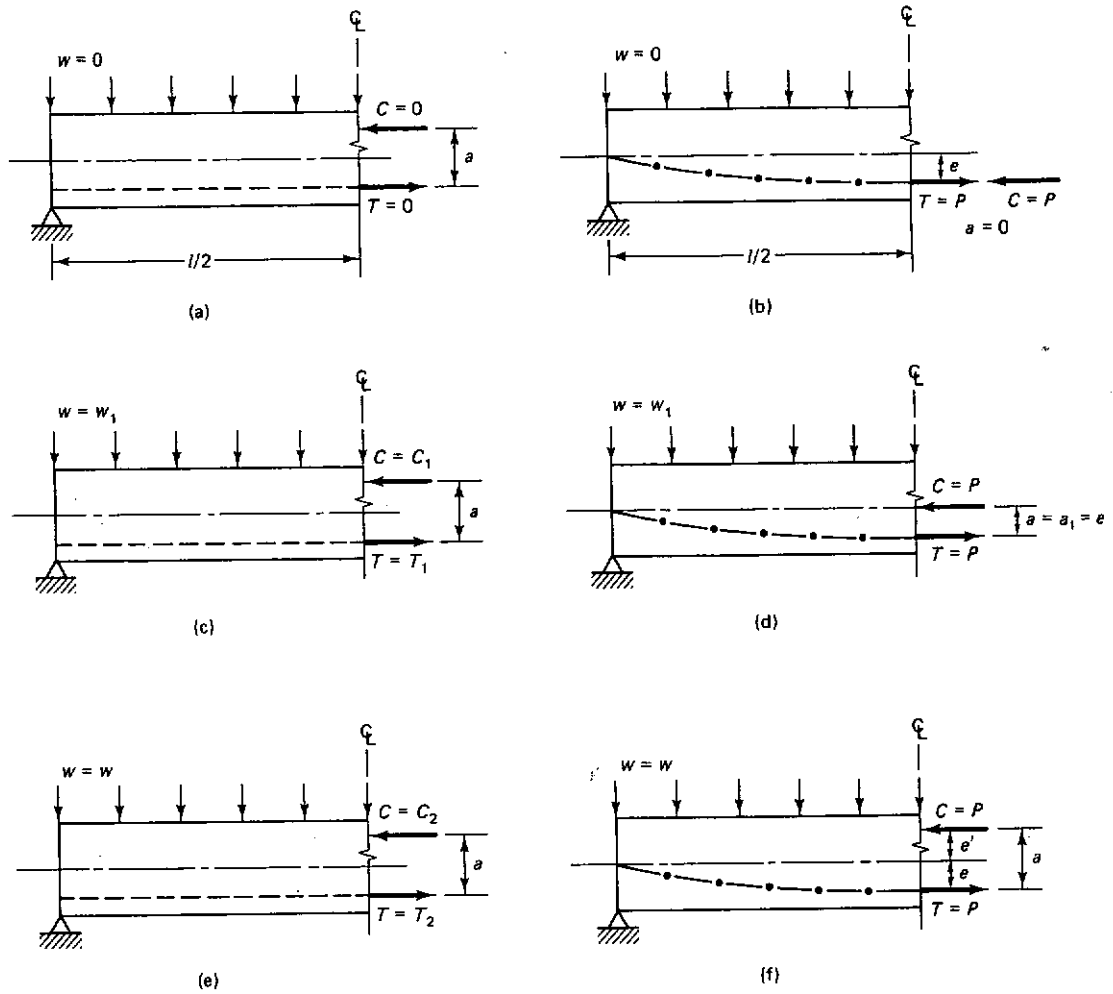 ℄
℄
w = 0
w = 0
C = 0
a
e
T = 0
T = P
C = P
a = 0
l/2
l/2
(a)
(b)
℄
℄
w = w₁
w = w₁
C = C₁
C = P
a
a = a₁ = e
T = T₁
T = P
(c)
(d)
℄
℄
w = w
w = w
C = C₂
C = P
e'
a
a
e
T = T₂
T = P
(e)
(f)